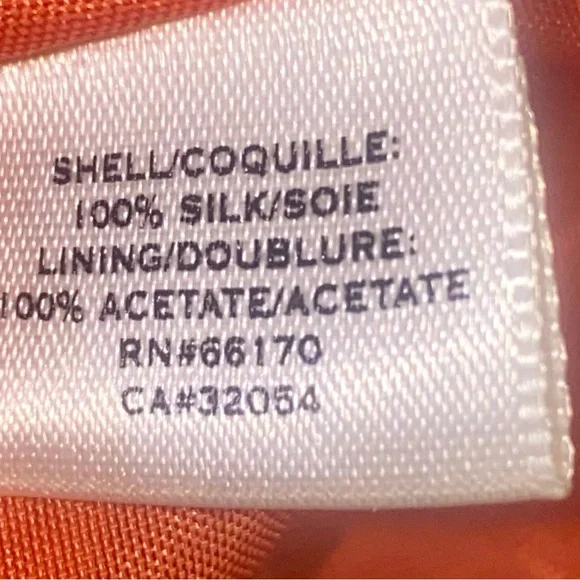 SHELL/COQUILLE:
100% SILK/SOIE
LINING/DOUBLURE:
100% ACETATE/ACETATE
RN#66170
CA#32054